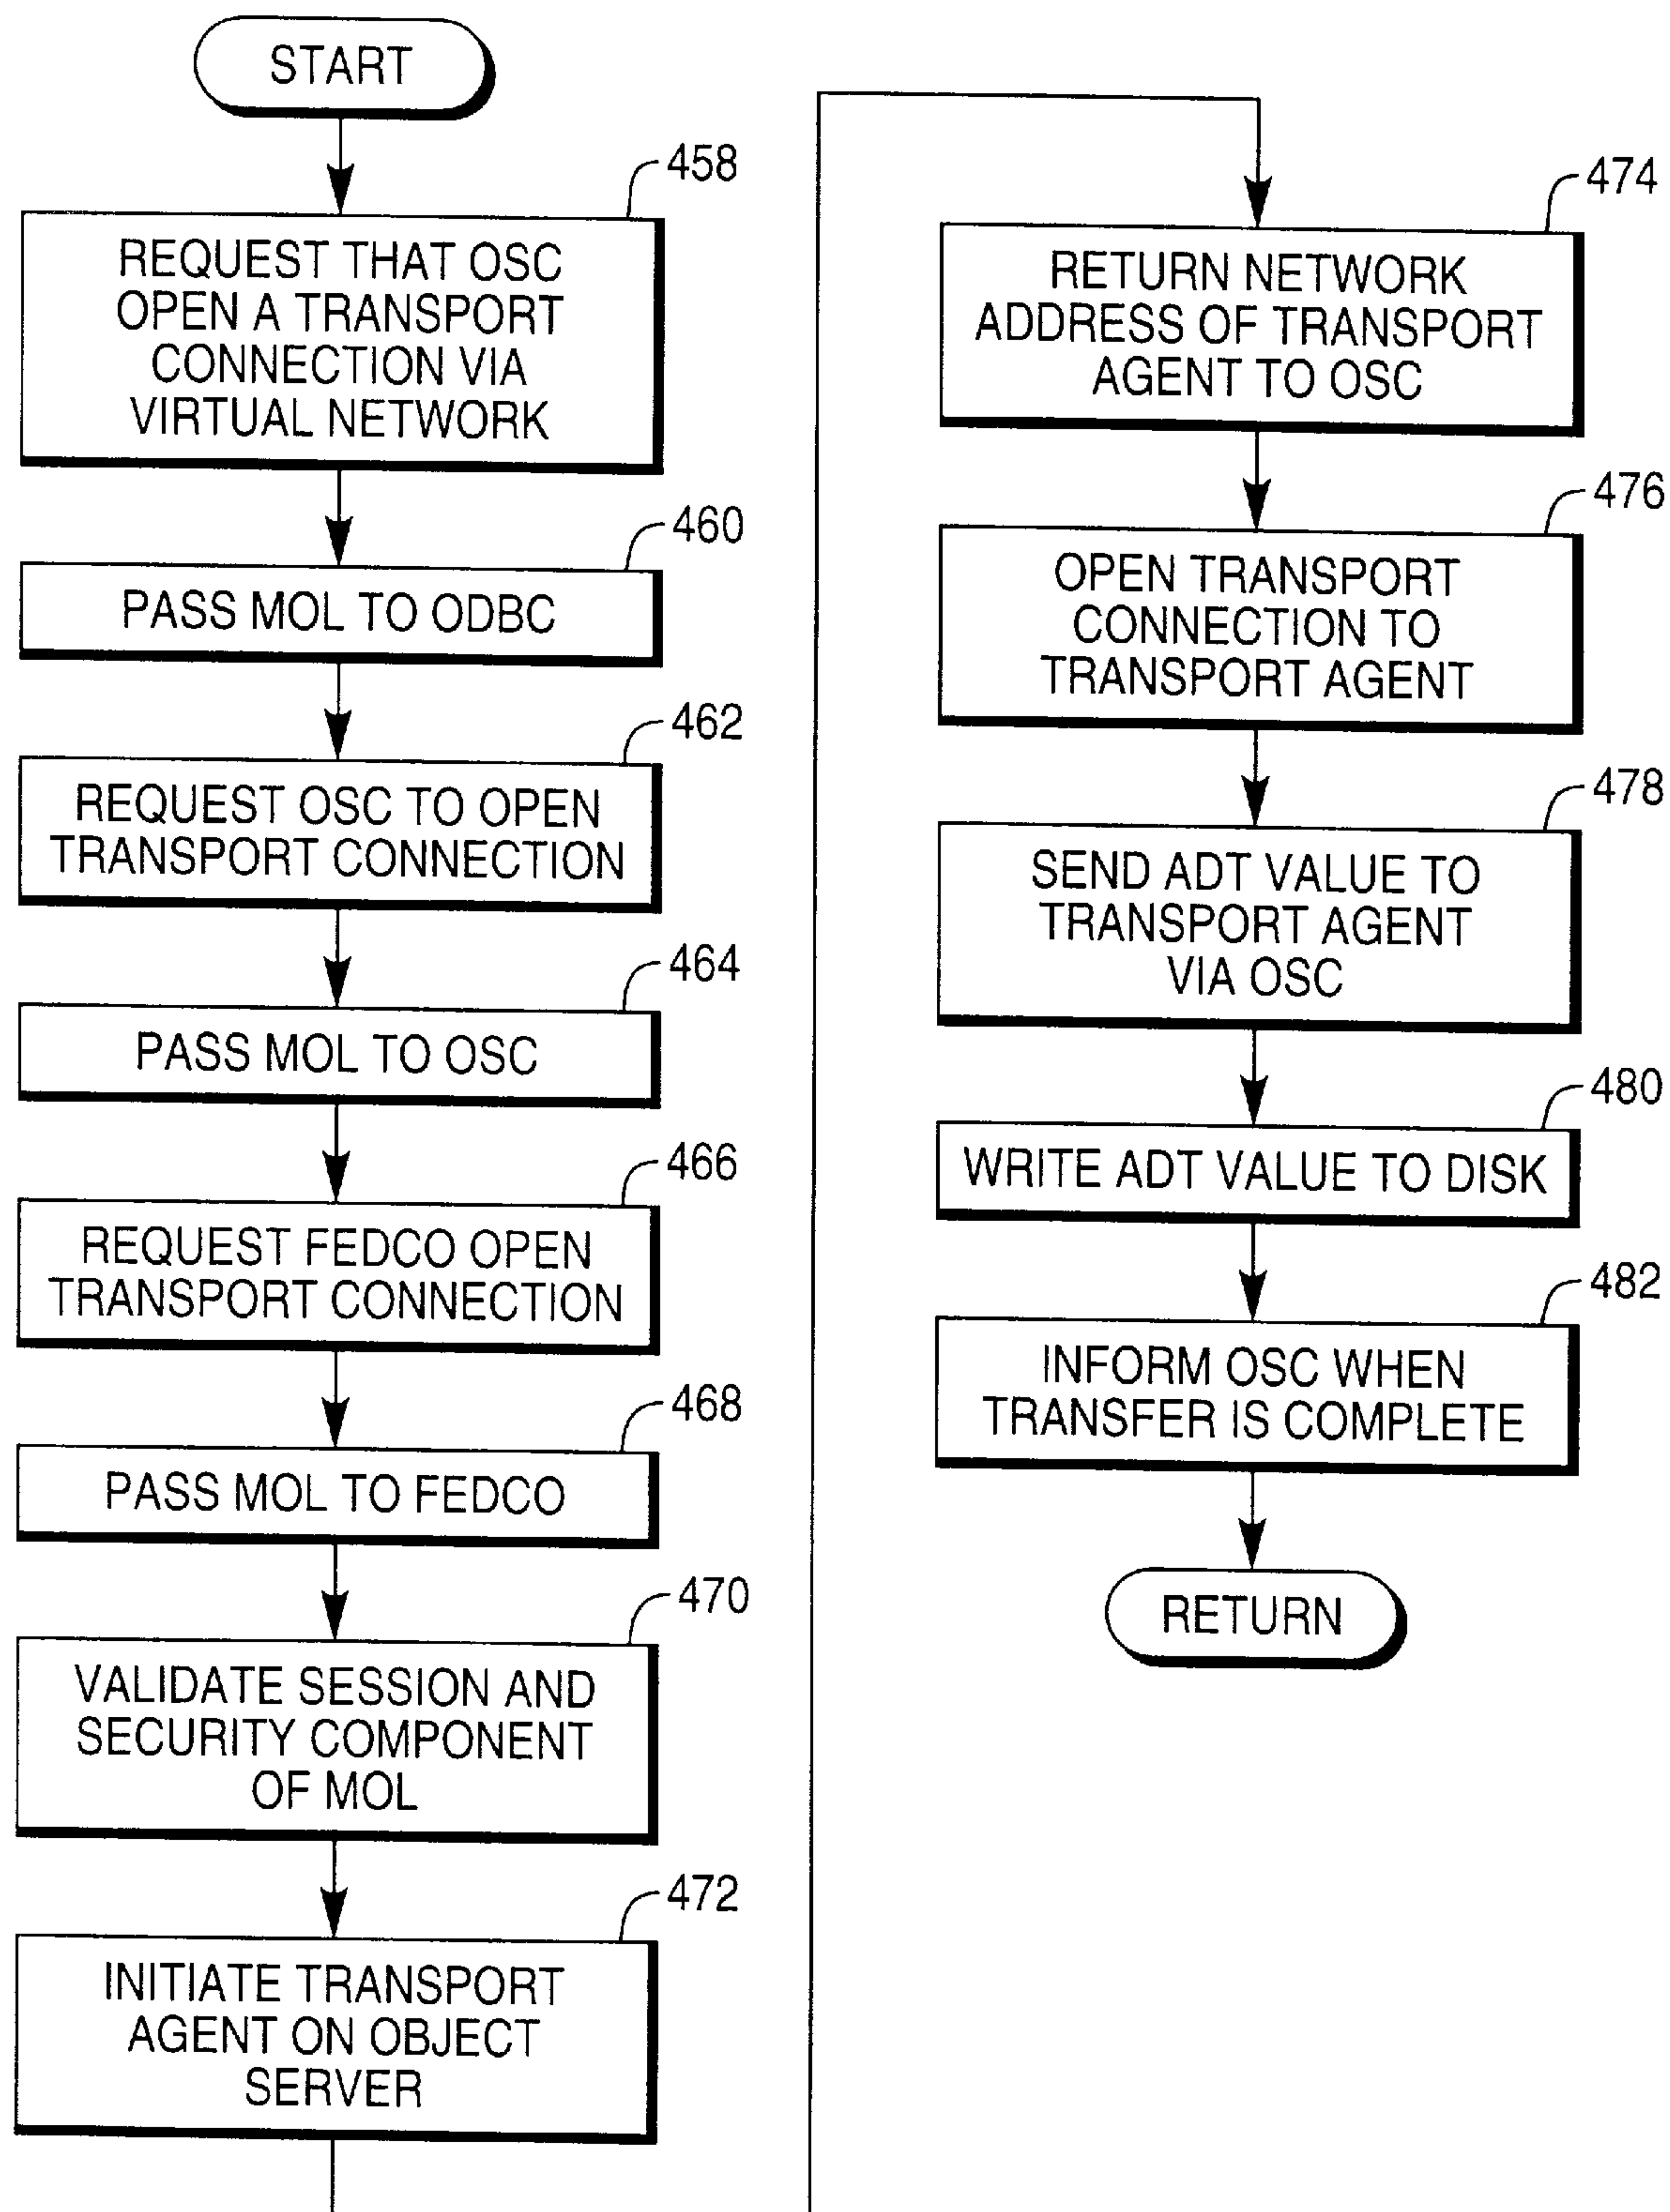 START
458
REQUEST THAT OSC
OPEN A TRANSPORT
CONNECTION VIA
VIRTUAL NETWORK
460
PASS MOL TO ODBC
462
REQUEST OSC TO OPEN
TRANSPORT CONNECTION
464
PASS MOL TO OSC
466
REQUEST FEDCO OPEN
TRANSPORT CONNECTION
468
PASS MOL TO FEDCO
470
VALIDATE SESSION AND
SECURITY COMPONENT
OF MOL
472
INITIATE TRANSPORT
AGENT ON OBJECT
SERVER
474
RETURN NETWORK
ADDRESS OF TRANSPORT
AGENT TO OSC
476
OPEN TRANSPORT
CONNECTION TO
TRANSPORT AGENT
478
SEND ADT VALUE TO
TRANSPORT AGENT
VIA OSC
480
WRITE ADT VALUE TO DISK
482
INFORM OSC WHEN
TRANSFER IS COMPLETE
RETURN